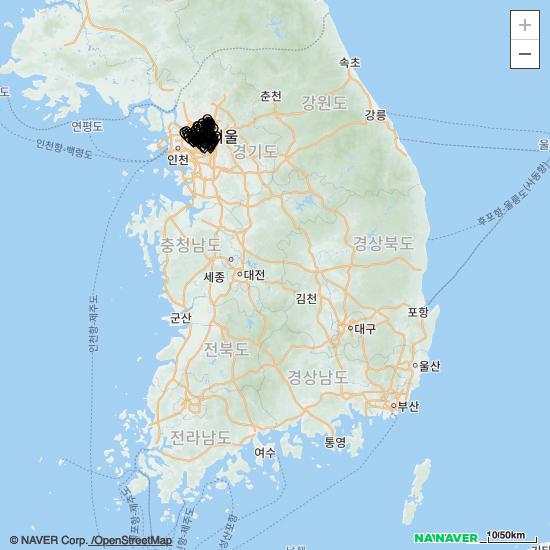 +
−
속초
춘천
강원도
강릉
연평도
울
인천
경기도
인천항-백령도
후포항-울릉도(사동항)
충청남도
경상북도
세종
대전
김천
인천항-제주도
군산
포항
대구
전북도
울산
경상남도
부산
전라남도
여수
통영
© NAVER Corp. /OpenStreetMap
NAVER
10/50km